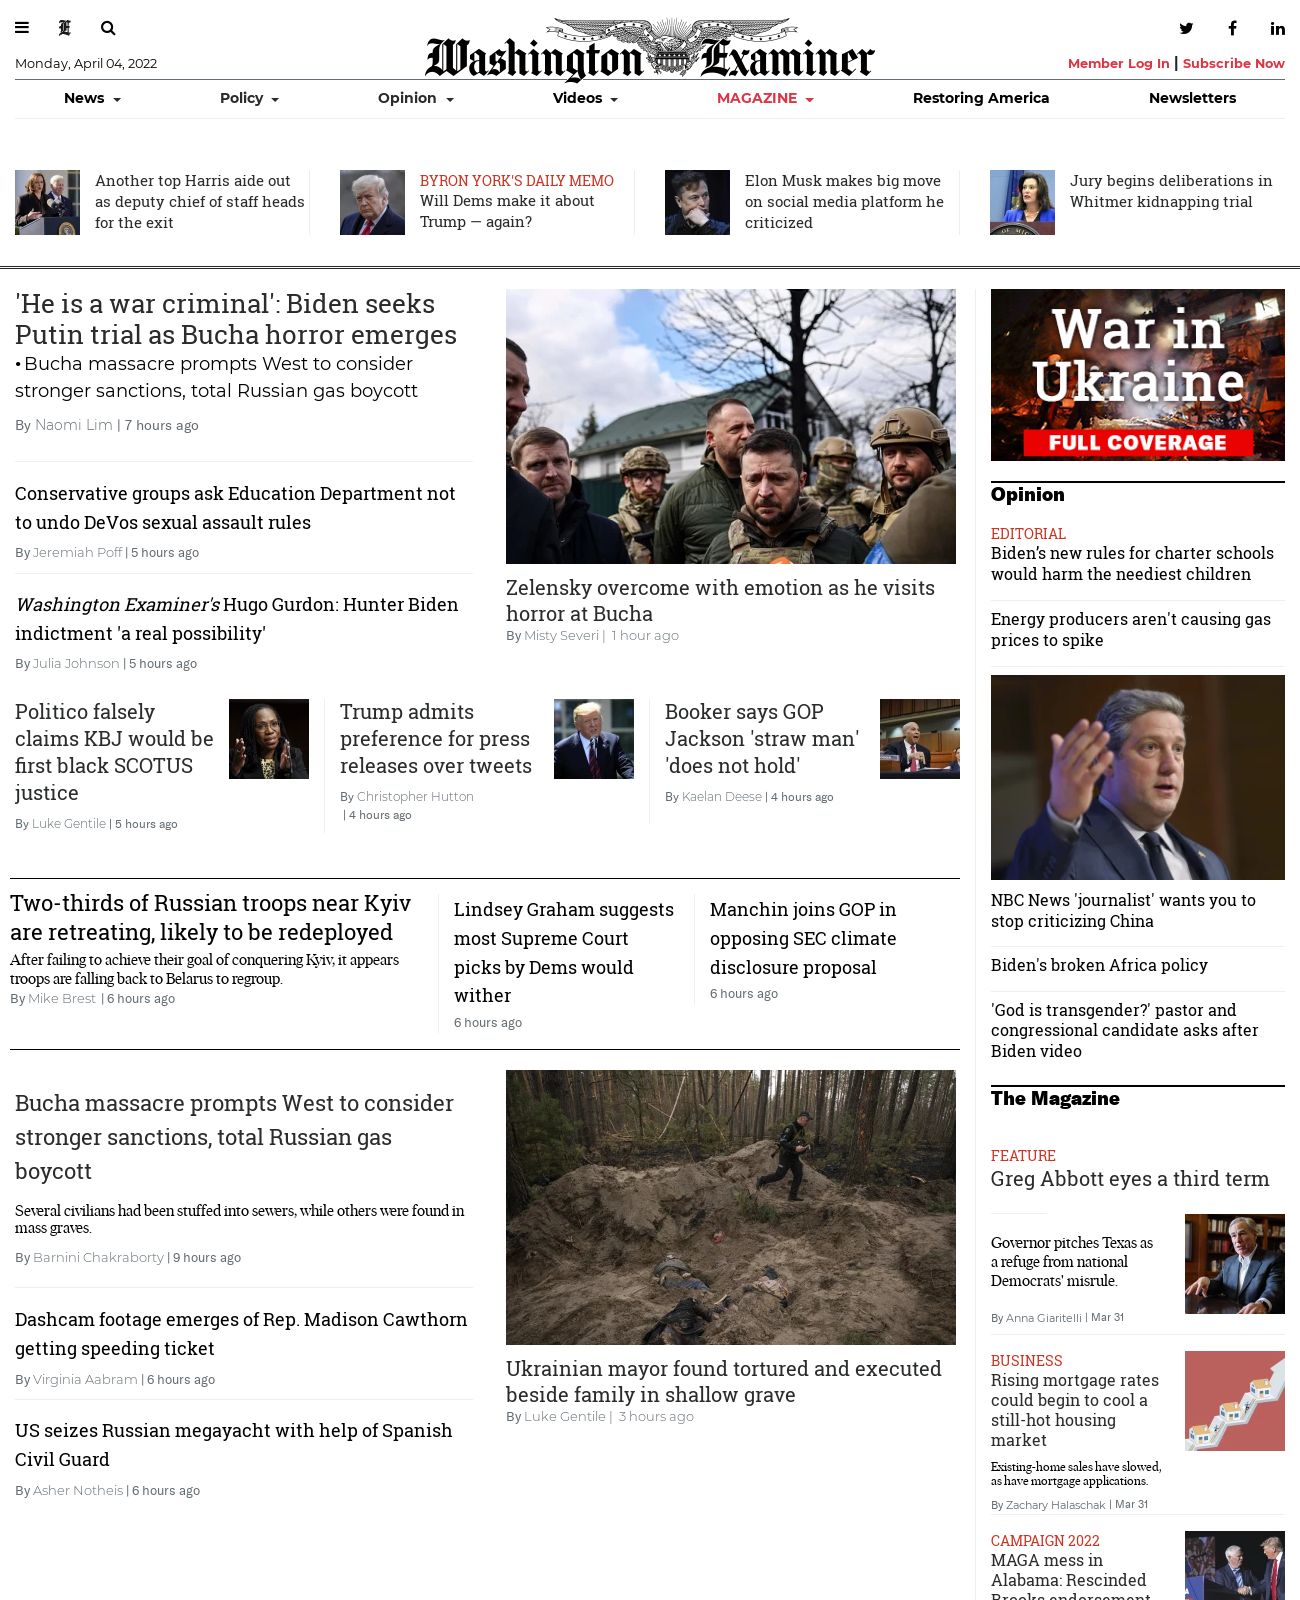 Washington Examiner
Monday, April 04, 2022
Member Log In | Subscribe Now
News
Policy
Opinion
Videos
MAGAZINE
Restoring America
Newsletters
Another top Harris aide out
as deputy chief of staff heads
for the exit
BYRON YORK'S DAILY MEMO
Will Dems make it about
Trump — again?
Elon Musk makes big move
on social media platform he
criticized
Jury begins deliberations in
Whitmer kidnapping trial
'He is a war criminal': Biden seeks
Putin trial as Bucha horror emerges
• Bucha massacre prompts West to consider
stronger sanctions, total Russian gas boycott
By Naomi Lim | 7 hours ago
Conservative groups ask Education Department not
to undo DeVos sexual assault rules
By Jeremiah Poff | 5 hours ago
Washington Examiner's Hugo Gurdon: Hunter Biden
indictment 'a real possibility'
By Julia Johnson | 5 hours ago
Zelensky overcome with emotion as he visits
horror at Bucha
By Misty Severi | 1 hour ago
Politico falsely
claims KBJ would be
first black SCOTUS
justice
By Luke Gentile | 5 hours ago
Trump admits
preference for press
releases over tweets
By Christopher Hutton
| 4 hours ago
Booker says GOP
Jackson 'straw man'
'does not hold'
By Kaelan Deese | 4 hours ago
Two-thirds of Russian troops near Kyiv
are retreating, likely to be redeployed
After failing to achieve their goal of conquering Kyiv, it appears
troops are falling back to Belarus to regroup.
By Mike Brest | 6 hours ago
Lindsey Graham suggests
most Supreme Court
picks by Dems would
wither
6 hours ago
Manchin joins GOP in
opposing SEC climate
disclosure proposal
6 hours ago
Bucha massacre prompts West to consider
stronger sanctions, total Russian gas
boycott
Several civilians had been stuffed into sewers, while others were found in
mass graves.
By Barnini Chakraborty | 9 hours ago
Dashcam footage emerges of Rep. Madison Cawthorn
getting speeding ticket
By Virginia Aabram | 6 hours ago
US seizes Russian megayacht with help of Spanish
Civil Guard
By Asher Notheis | 6 hours ago
Ukrainian mayor found tortured and executed
beside family in shallow grave
By Luke Gentile | 3 hours ago
War in
Ukraine
FULL COVERAGE
Opinion
EDITORIAL
Biden’s new rules for charter schools
would harm the neediest children
Energy producers aren't causing gas
prices to spike
NBC News 'journalist' wants you to
stop criticizing China
Biden's broken Africa policy
'God is transgender?' pastor and
congressional candidate asks after
Biden video
The Magazine
FEATURE
Greg Abbott eyes a third term
Governor pitches Texas as
a refuge from national
Democrats' misrule.
By Anna Giaritelli | Mar 31
BUSINESS
Rising mortgage rates
could begin to cool a
still-hot housing
market
Existing-home sales have slowed,
as have mortgage applications.
By Zachary Halaschak | Mar 31
CAMPAIGN 2022
MAGA mess in
Alabama: Rescinded
Brooks endorsement